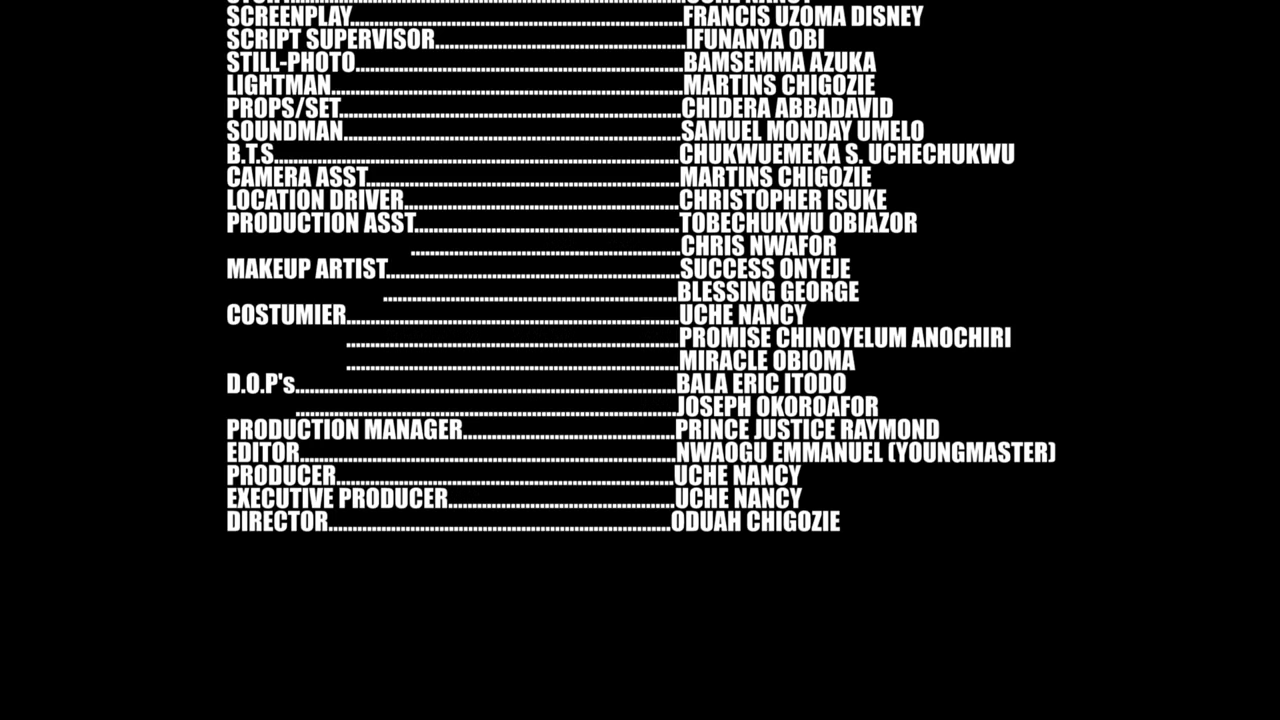 SCREENPLAY....................................................................................FRANCIS UZOMA DISNEY
SCRIPT SUPERVISOR................................................................IFUNANYA OBI
STILL-PHOTO....................................................................................BAMSEMMA AZUKA
LIGHTMAN..........................................................................................MARTINS CHIGOZIE
PROPS/SET.......................................................................................CHIDERA ABBADAVID
SOUNDMAN......................................................................................SAMUEL MONDAY UMELO
B.T.S........................................................................................................CHUKWUEMEKA S. UCHECHUKWU
CAMERA ASST................................................................................MARTINS CHIGOZIE
LOCATION DRIVER......................................................................CHRISTOPHER ISUKE
PRODUCTION ASST....................................................................TOBECHUKWU OBIAZOR
.....................................................................CHRIS NWAFOR
MAKEUP ARTIST...........................................................................SUCCESS ONYEJE
...........................................................................BLESSING GEORGE
COSTUMIER.....................................................................................UCHE NANCY
.....................................................................................PROMISE CHINOYELUM ANOCHIRI
.....................................................................................MIRACLE OBIOMA
D.O.P's..................................................................................................BALA ERIC ITODO
..................................................................................................JOSEPH OKOROAFOR
PRODUCTION MANAGER......................................................PRINCE JUSTICE RAYMOND
EDITOR................................................................................................NWAOGU EMMANUEL (YOUNGMASTER)
PRODUCER......................................................................................UCHE NANCY
EXECUTIVE PRODUCER..........................................................UCHE NANCY
DIRECTOR........................................................................................ODUAH CHIGOZIE